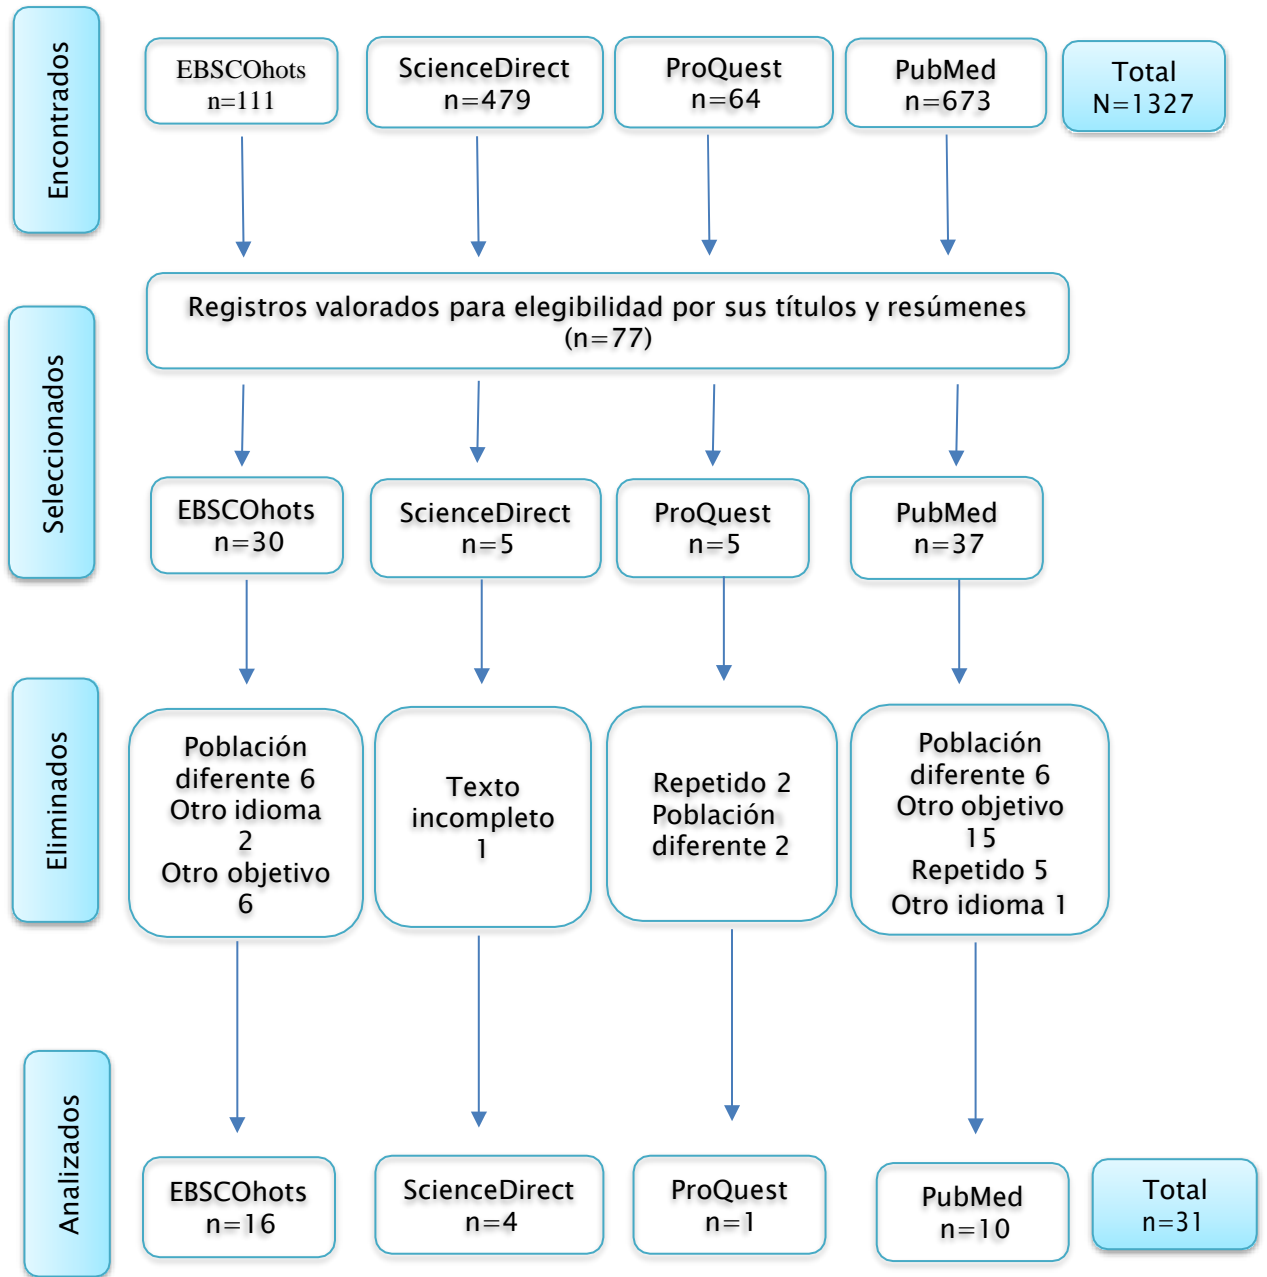 Encontrados
EBSCOhots
n=111
ScienceDirect
n=479
ProQuest
n=64
PubMed
n=673
Total
N=1327
Registros valorados para elegibilidad por sus títulos y resúmenes
(n=77)
Seleccionados
EBSCOhots
n=30
ScienceDirect
n=5
ProQuest
n=5
PubMed
n=37
Eliminados
Población
diferente 6
Otro idioma
2
Otro objetivo
6
Texto
incompleto
1
Repetido 2
Población
diferente 2
Población
diferente 6
Otro objetivo
15
Repetido 5
Otro idioma 1
Analizados
EBSCOhots
n=16
ScienceDirect
n=4
ProQuest
n=1
PubMed
n=10
Total
n=31